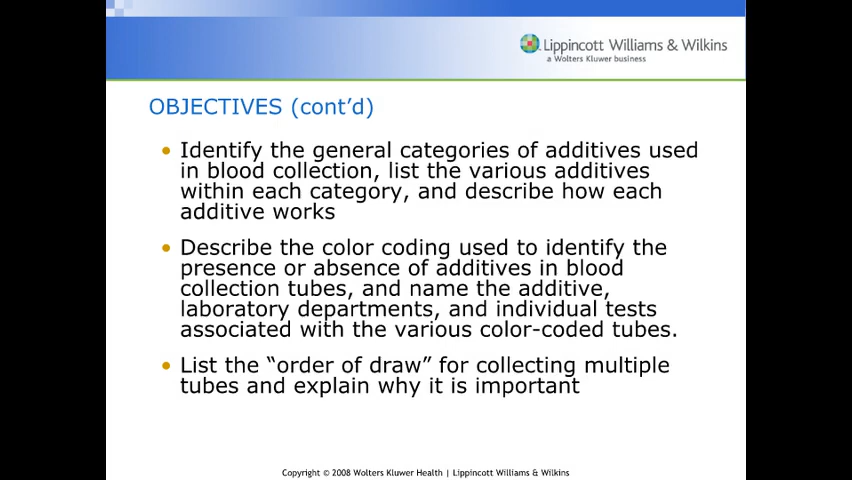 Lippincott Williams & Wilkins
a Wolters Kluwer business
OBJECTIVES (cont’d)
• Identify the general categories of additives used
in blood collection, list the various additives
within each category, and describe how each
additive works
• Describe the color coding used to identify the
presence or absence of additives in blood
collection tubes, and name the additive,
laboratory departments, and individual tests
associated with the various color-coded tubes.
• List the “order of draw” for collecting multiple
tubes and explain why it is important
Copyright © 2008 Wolters Kluwer Health | Lippincott Williams & Wilkins